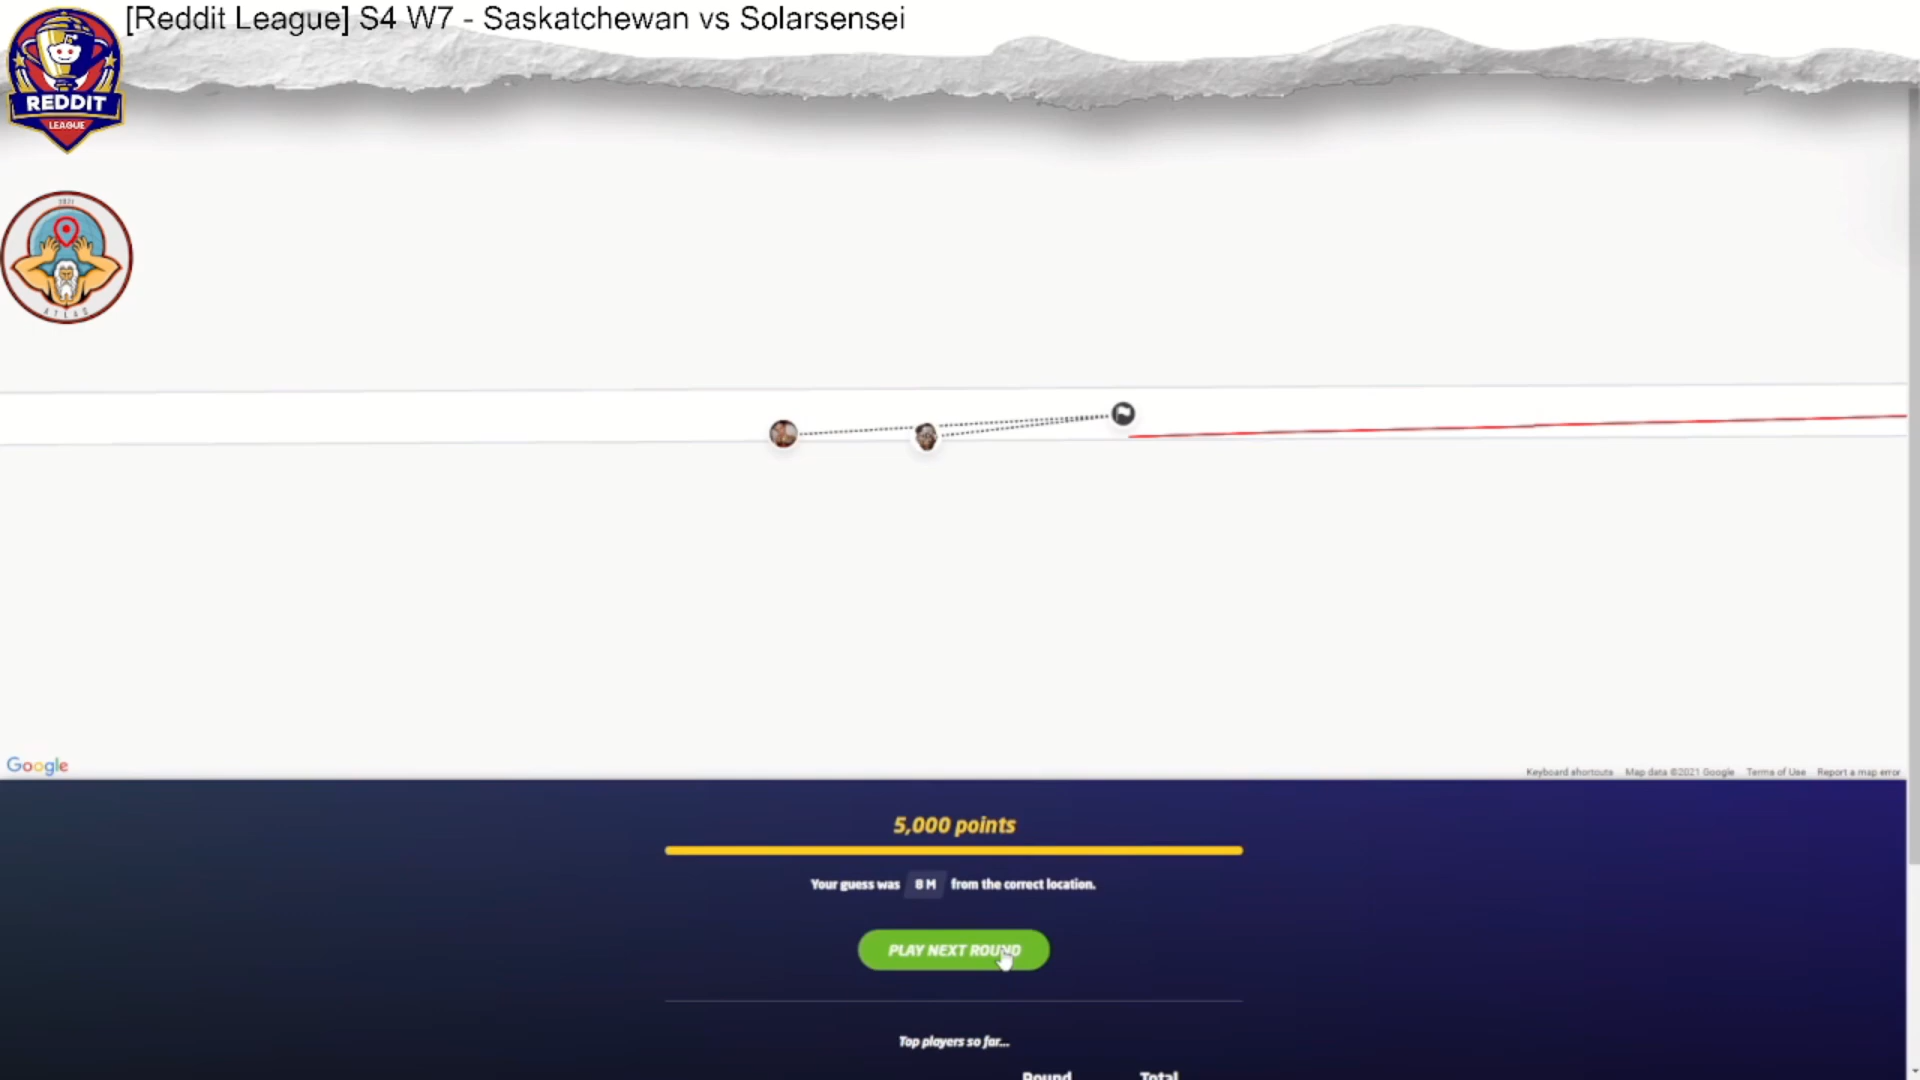 [Reddit League] S4 W7 - Saskatchewan vs Solarsensei
REDDIT
LEAGUE
2021
ATLAS
Google
Keyboard shortcuts Map data ©2021 Google Terms of Use Report a map error
5,000 points
Your guess was 8 M from the correct location.
PLAY NEXT ROUND
Top players so far...
Round Total